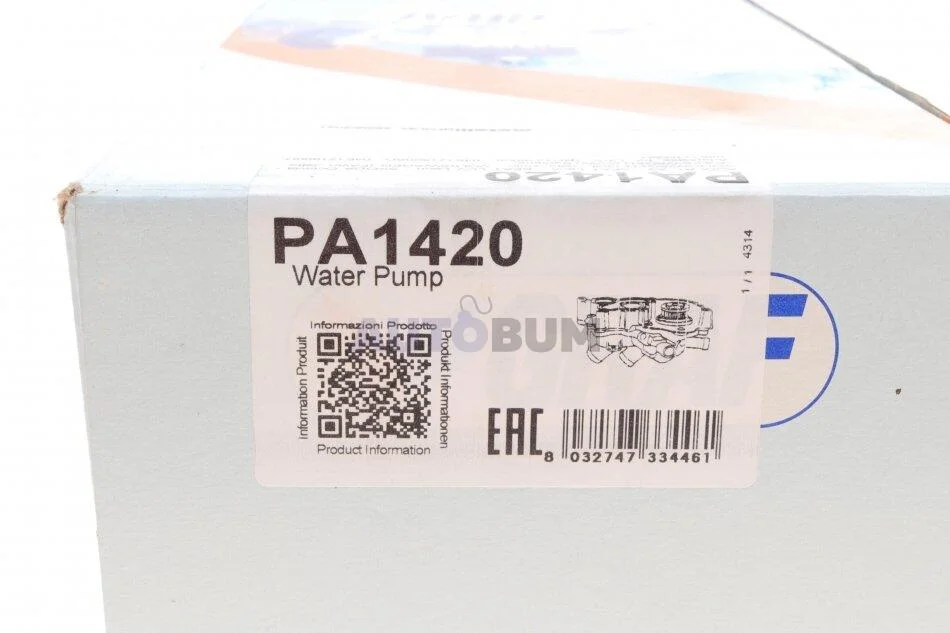 PA1420
PA1420
Water Pump
1/1 4314
AUTOBUM
Informazioni Prodotto
Information Produit
Produkt Informationen
Product Information
EAC
8 032747 334461